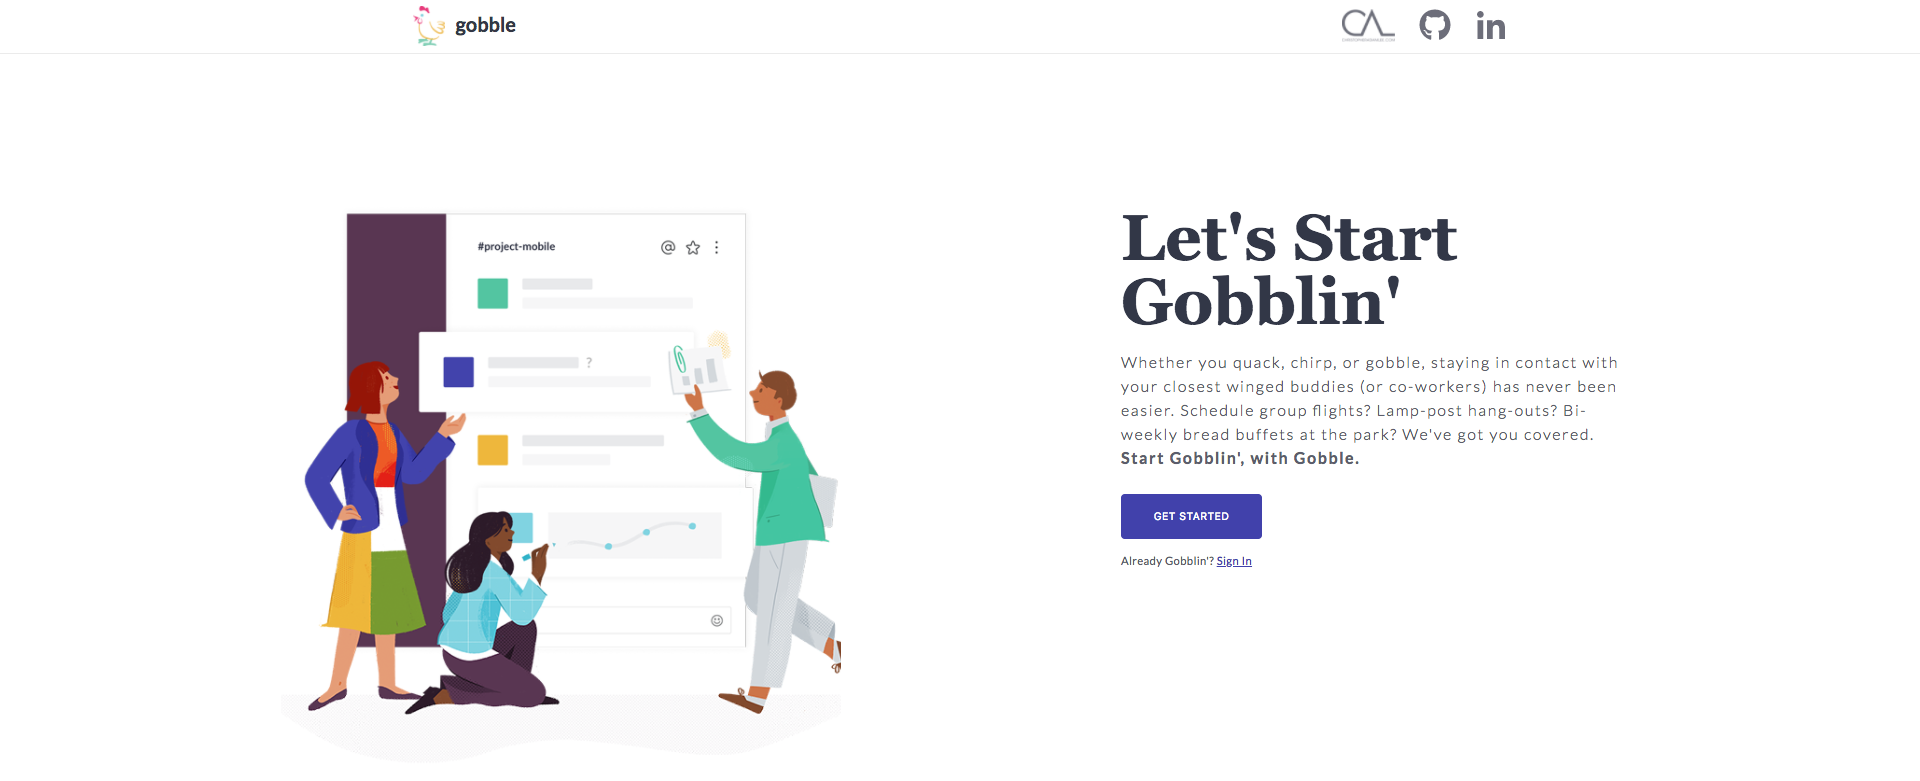 gobble
CAL
in
#project-mobile
?
Let's Start
Gobblin'
Whether you quack, chirp, or gobble, staying in contact with
your closest winged buddies (or co-workers) has never been
easier. Schedule group flights? Lamp-post hang-outs? Bi-
weekly bread buffets at the park? We've got you covered.
Start Gobblin', with Gobble.
GET STARTED
Already Gobblin'? Sign In